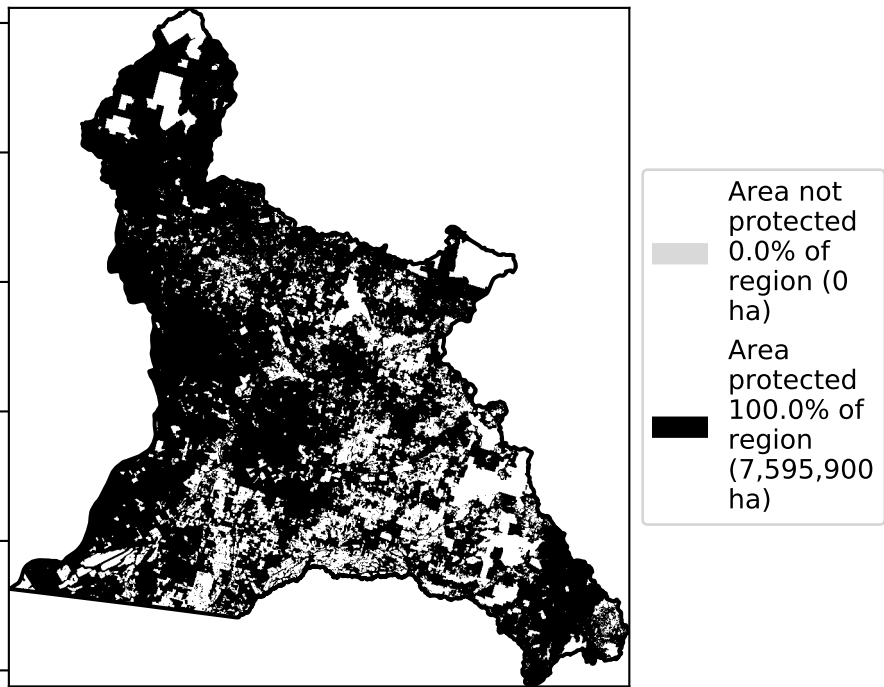 Area not
protected
0.0% of
region (0
ha)
Area
protected
100.0% of
region
(7,595,900
ha)